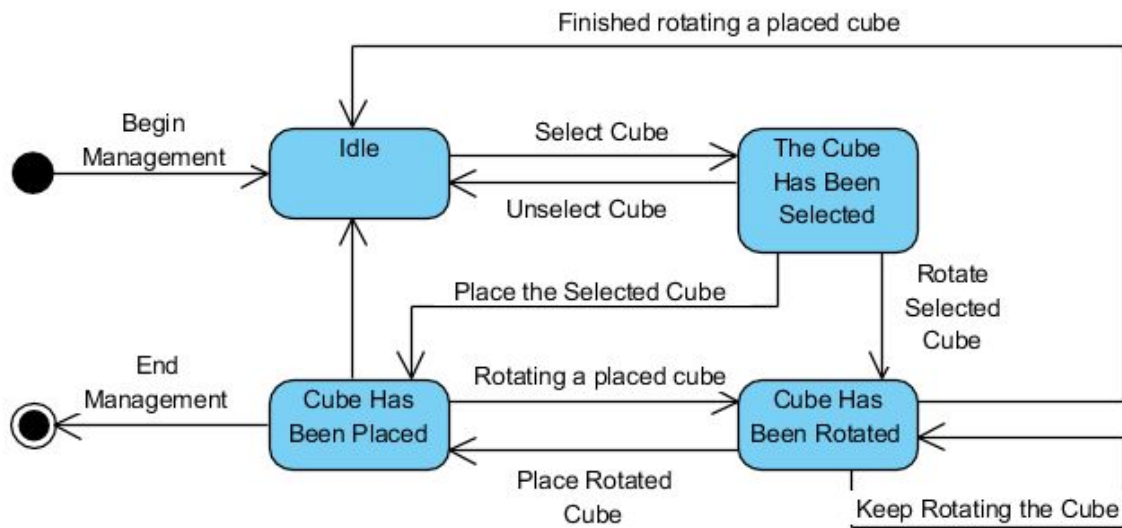 Finished rotating a placed cube
Begin
Management
Idle
Select Cube
Unselect Cube
The Cube
Has Been
Selected
Place the Selected Cube
Rotate
Selected
Cube
End
Management
Cube Has
Been Placed
Rotating a placed cube
Place Rotated
Cube
Cube Has
Been Rotated
Keep Rotating the Cube